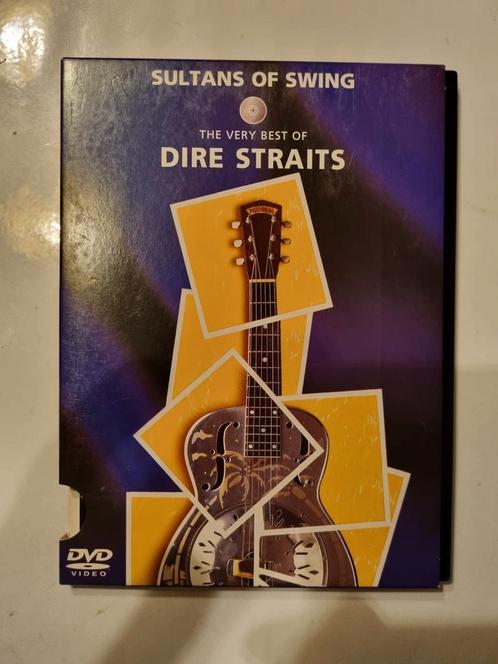 SULTANS OF SWING
THE VERY BEST OF
DIRE STRAITS
DVD
VIDEO